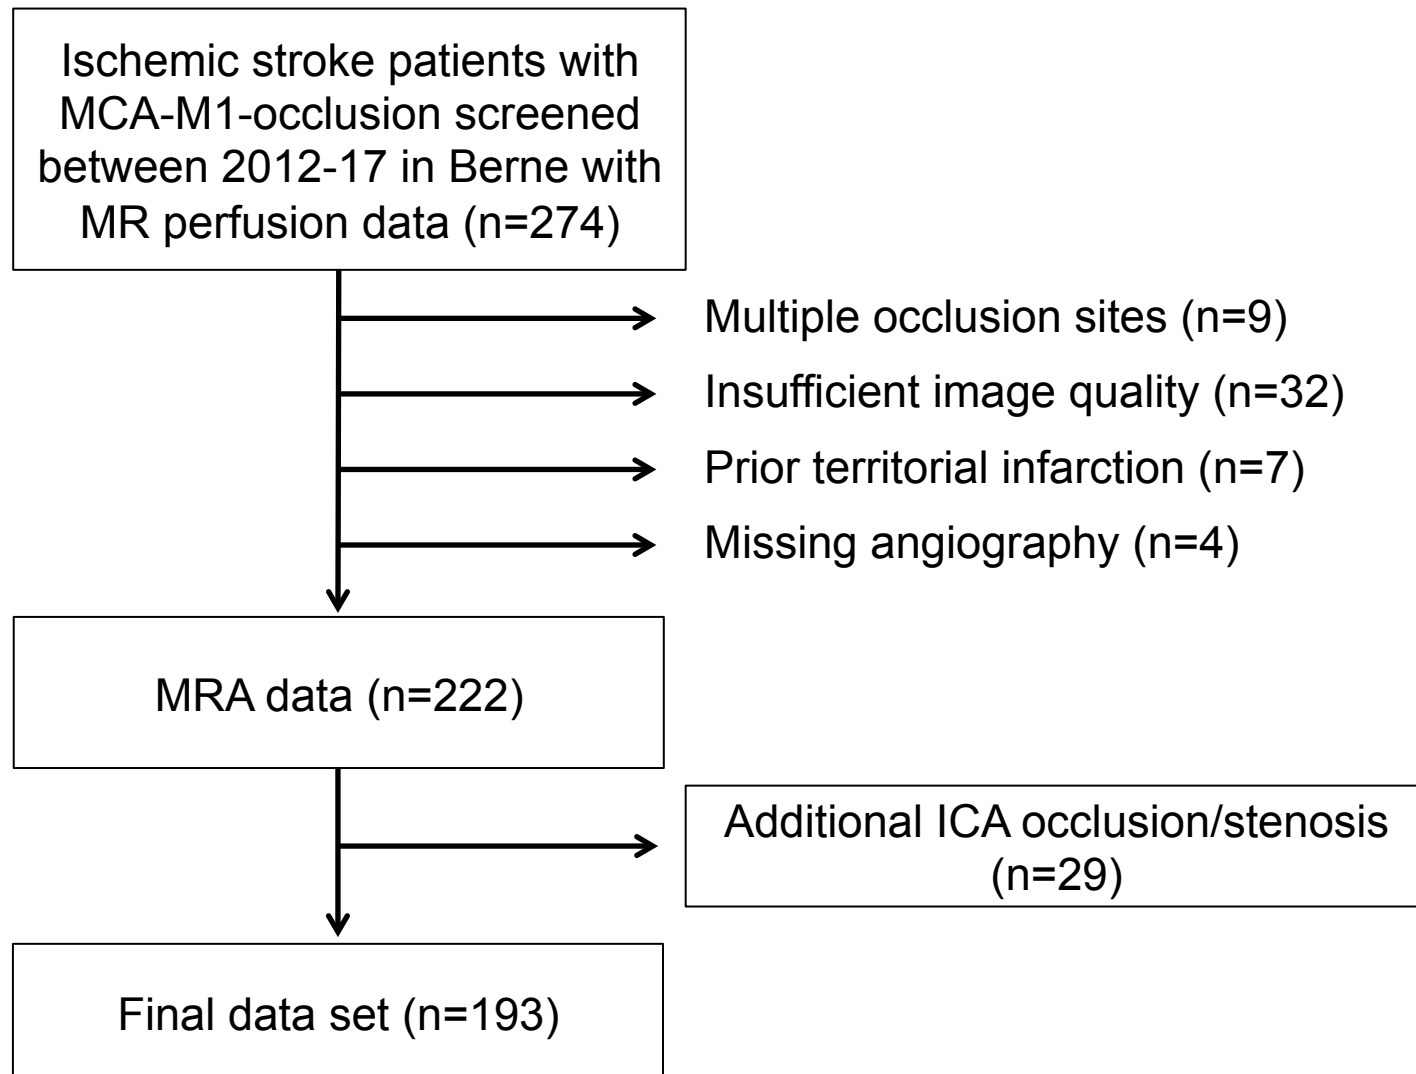 Ischemic stroke patients with
MCA-M1-occlusion screened
between 2012-17 in Berne with
MR perfusion data (n=274)
Multiple occlusion sites (n=9)
Insufficient image quality (n=32)
Prior territorial infarction (n=7)
Missing angiography (n=4)
MRA data (n=222)
Additional ICA occlusion/stenosis
(n=29)
Final data set (n=193)